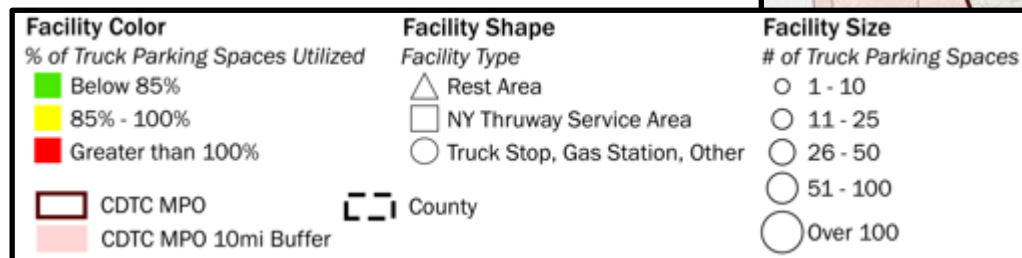 Facility Color
% of Truck Parking Spaces Utilized
Below 85%
85% - 100%
Greater than 100%
CDTC MPO
CDTC MPO 10mi Buffer
Facility Shape
Facility Type
Rest Area
NY Thruway Service Area
Truck Stop, Gas Station, Other
County
Facility Size
# of Truck Parking Spaces
1 - 10
11 - 25
26 - 50
51 - 100
Over 100